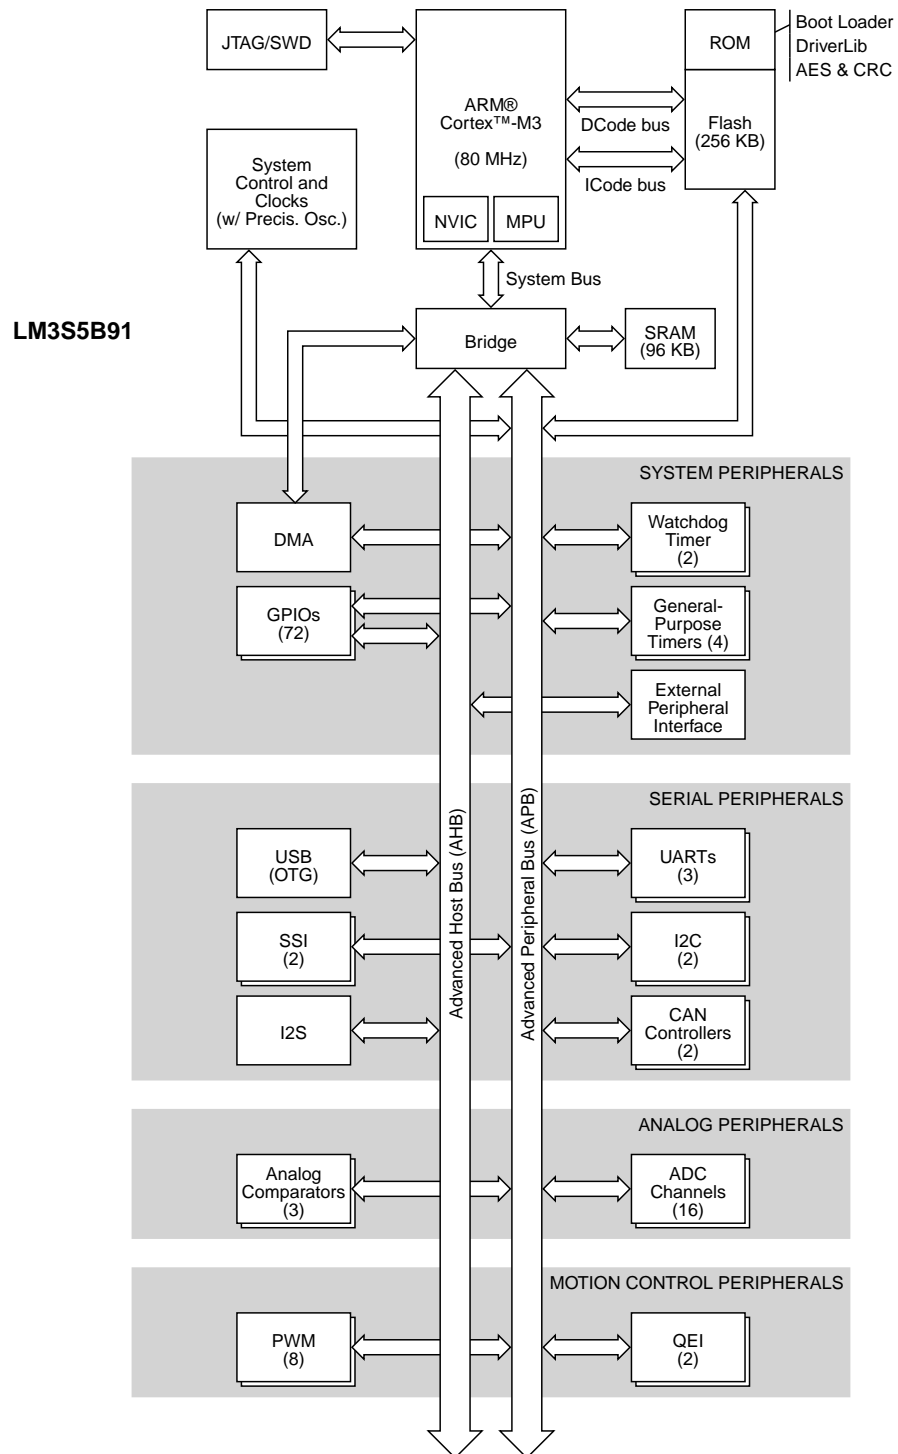 JTAG/SWD
ARM®
Cortex™-M3
(80 MHz)
NVIC
MPU
ROM
Boot Loader
DriverLib
AES & CRC
DCode bus
Flash
(256 KB)
ICode bus
System
Control and
Clocks
(w/ Precis. Osc.)
System Bus
LM3S5B91
Bridge
SRAM
(96 KB)
SYSTEM PERIPHERALS
DMA
Watchdog
Timer
(2)
GPIOs
(72)
General-
Purpose
Timers (4)
External
Peripheral
Interface
Advanced Host Bus (AHB)
Advanced Peripheral Bus (APB)
SERIAL PERIPHERALS
USB
(OTG)
UARTs
(3)
SSI
(2)
I2C
(2)
I2S
CAN
Controllers
(2)
ANALOG PERIPHERALS
Analog
Comparators
(3)
ADC
Channels
(16)
MOTION CONTROL PERIPHERALS
PWM
(8)
QEI
(2)